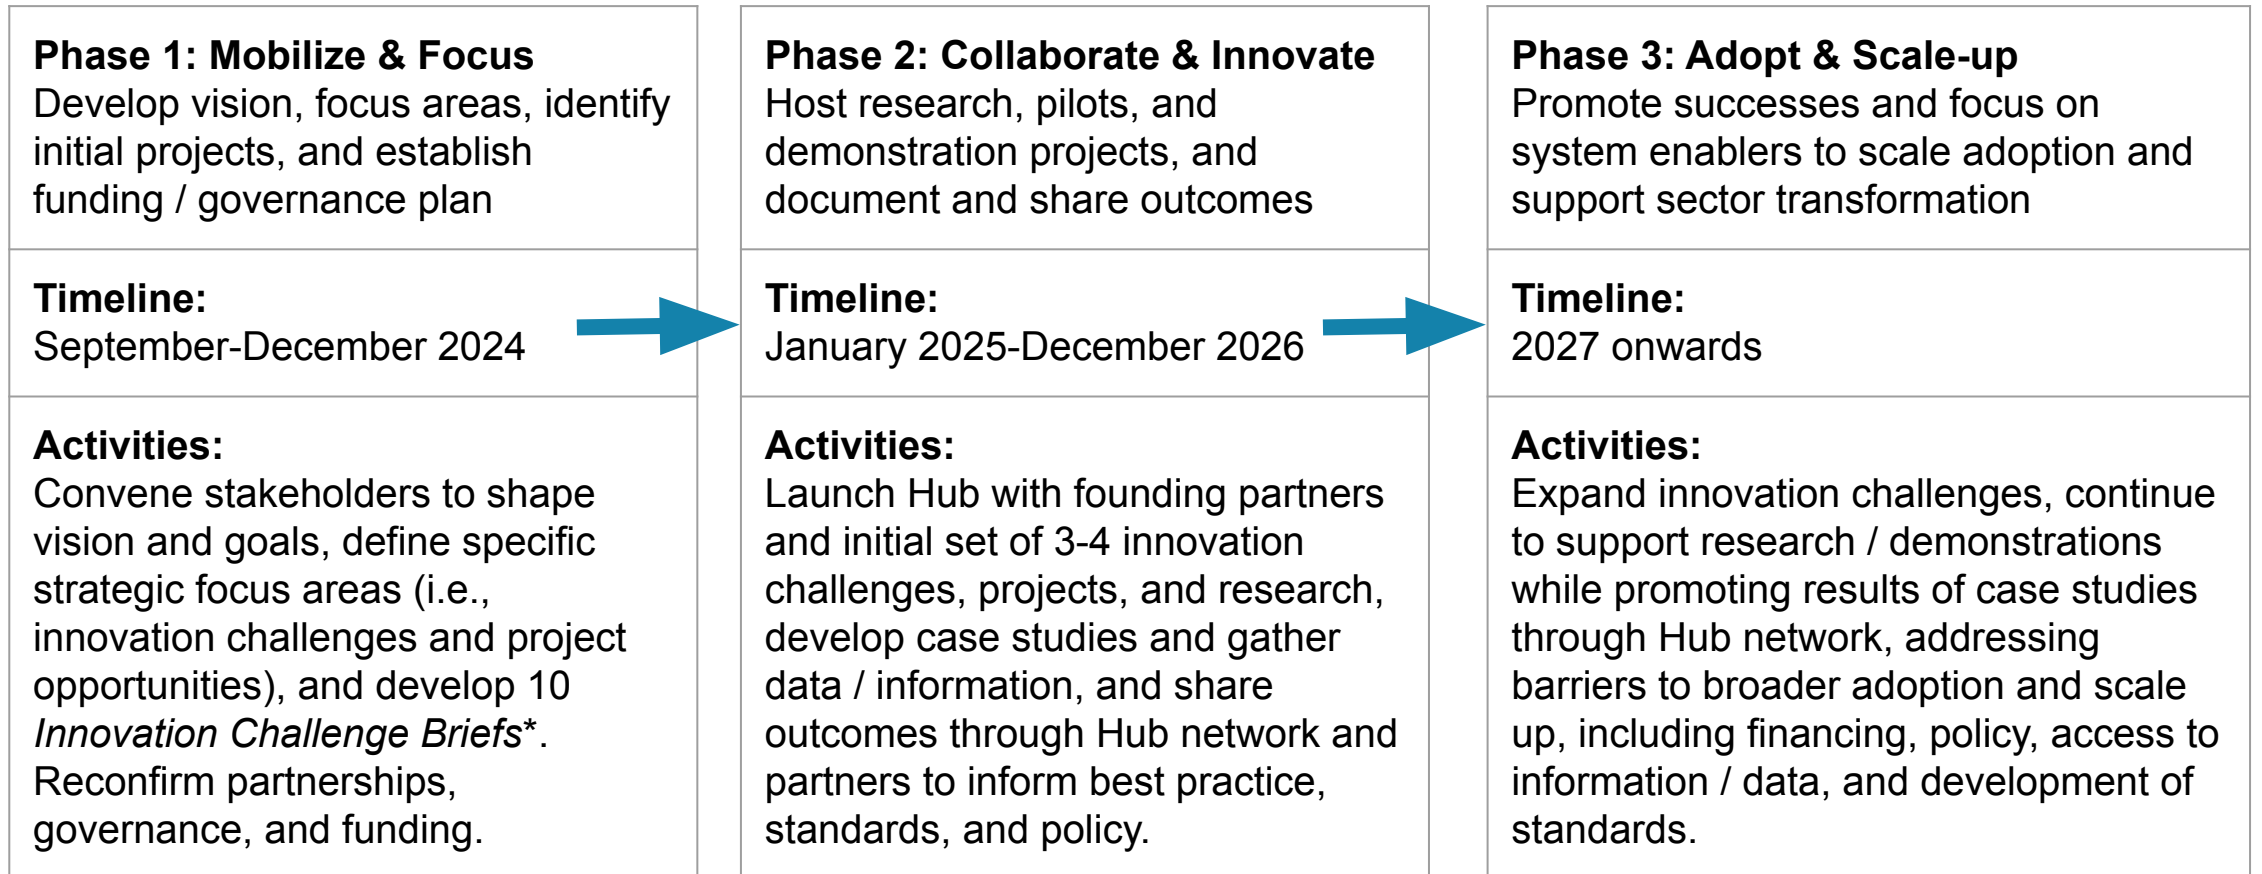 Phase 1: Mobilize & Focus
Develop vision, focus areas, identify
initial projects, and establish
funding / governance plan
Timeline:
September-December 2024
Activities:
Convene stakeholders to shape
vision and goals, define specific
strategic focus areas (i.e.,
innovation challenges and project
opportunities), and develop 10
Innovation Challenge Briefs*.
Reconfirm partnerships,
governance, and funding.
Phase 2: Collaborate & Innovate
Host research, pilots, and
demonstration projects, and
document and share outcomes
Timeline:
January 2025-December 2026
Activities:
Launch Hub with founding partners
and initial set of 3-4 innovation
challenges, projects, and research,
develop case studies and gather
data / information, and share
outcomes through Hub network and
partners to inform best practice,
standards, and policy.
Phase 3: Adopt & Scale-up
Promote successes and focus on
system enablers to scale adoption and
support sector transformation
Timeline:
2027 onwards
Activities:
Expand innovation challenges, continue
to support research / demonstrations
while promoting results of case studies
through Hub network, addressing
barriers to broader adoption and scale
up, including financing, policy, access to
information / data, and development of
standards.